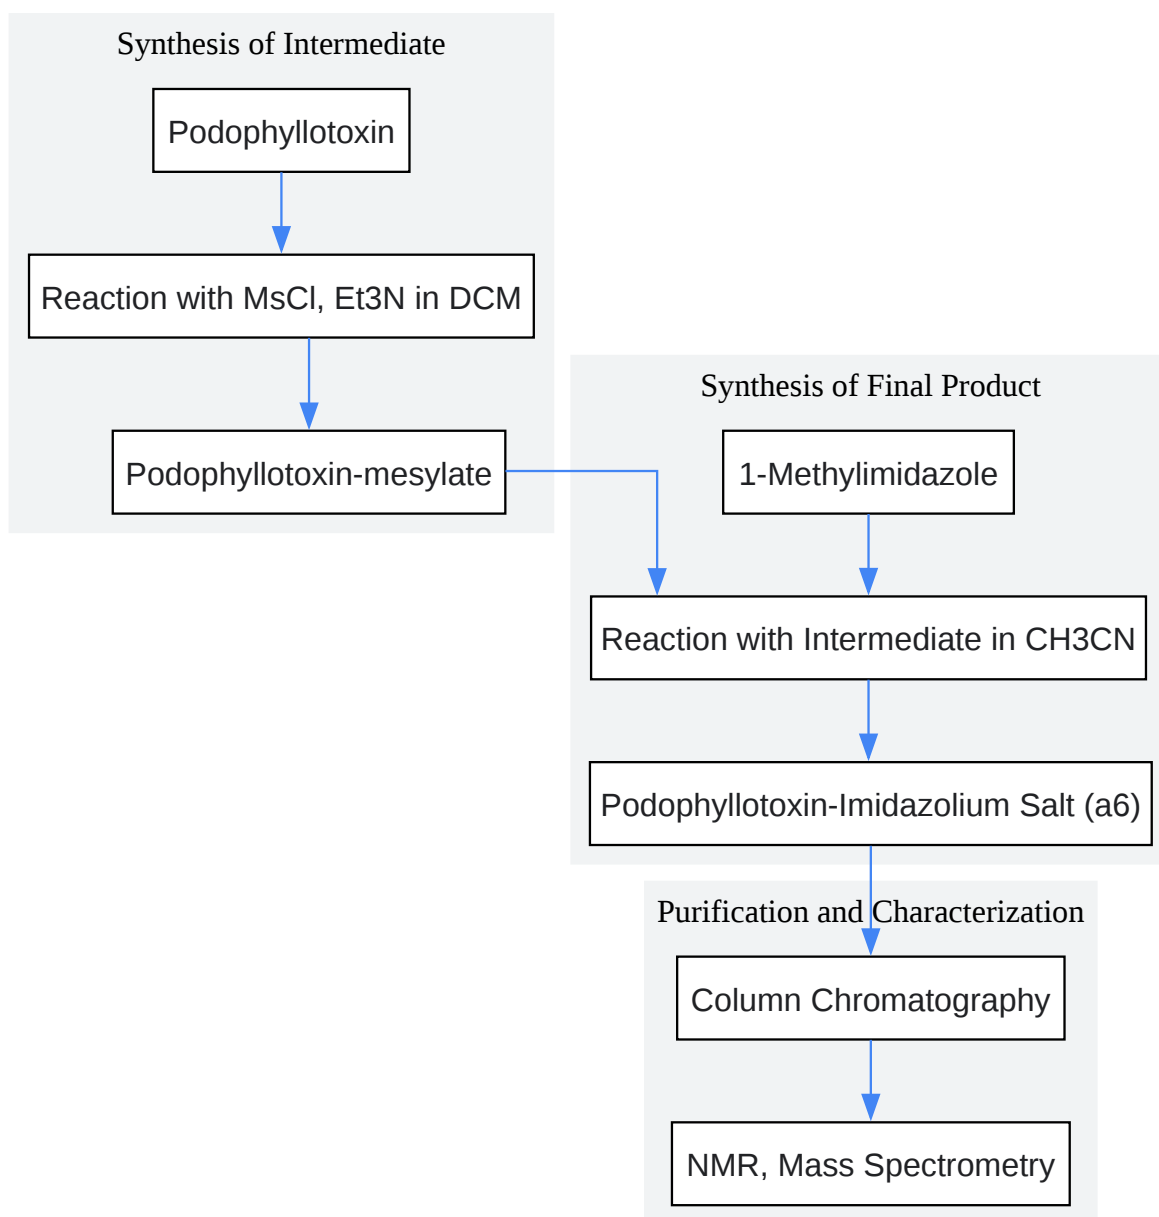 Synthesis of Intermediate
Podophyllotoxin
Reaction with MsCl, Et3N in DCM
Podophyllotoxin-mesylate
Synthesis of Final Product
1-Methylimidazole
Reaction with Intermediate in CH3CN
Podophyllotoxin-Imidazolium Salt (a6)
Purification and Characterization
Column Chromatography
NMR, Mass Spectrometry